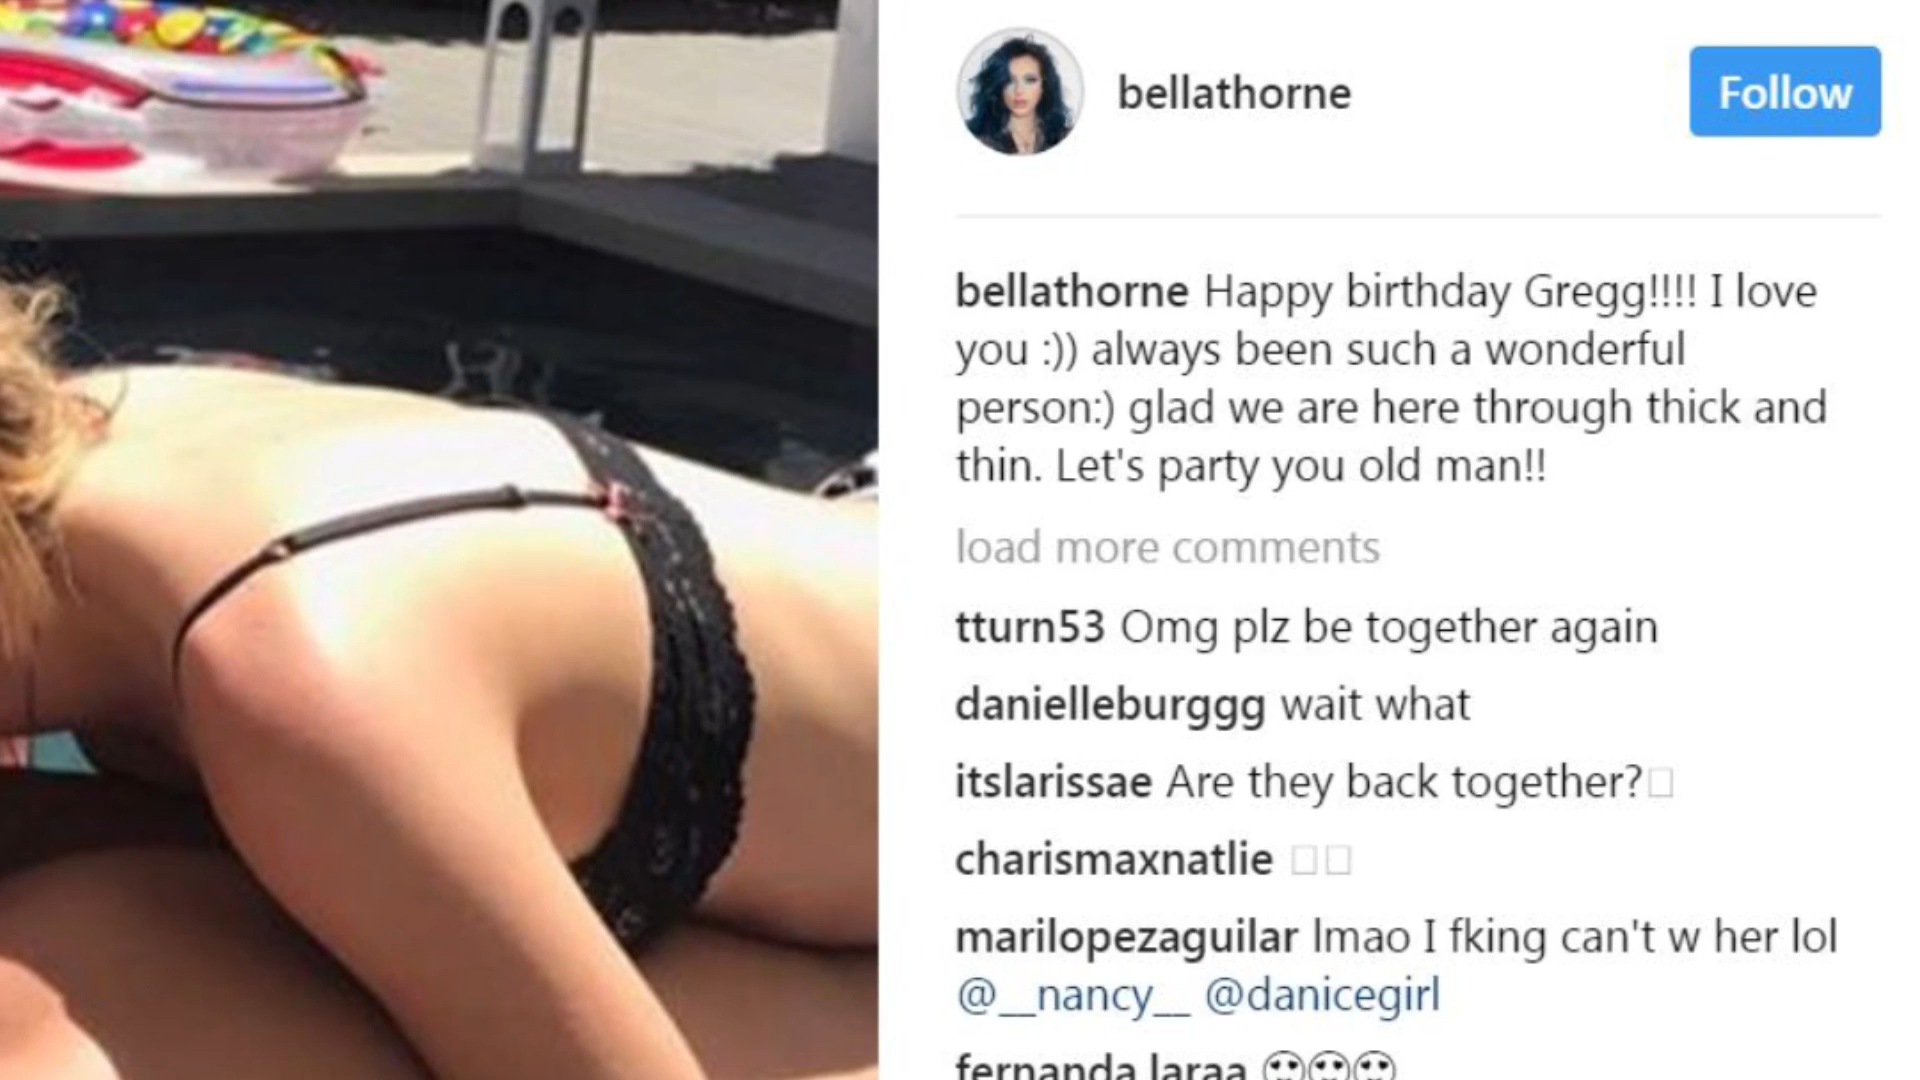 bellathorne
Follow
bellathorne Happy birthday Gregg!!!! I love
you :)) always been such a wonderful
person:) glad we are here through thick and
thin. Let's party you old man!!
load more comments
tturn53 Omg plz be together again
danielleburggg wait what
itslarissae Are they back together?
charismaxnatlie
marilopezaguilar lmao I fking can't w her lol
@__nancy__ @danicegirl
fernanda laraa